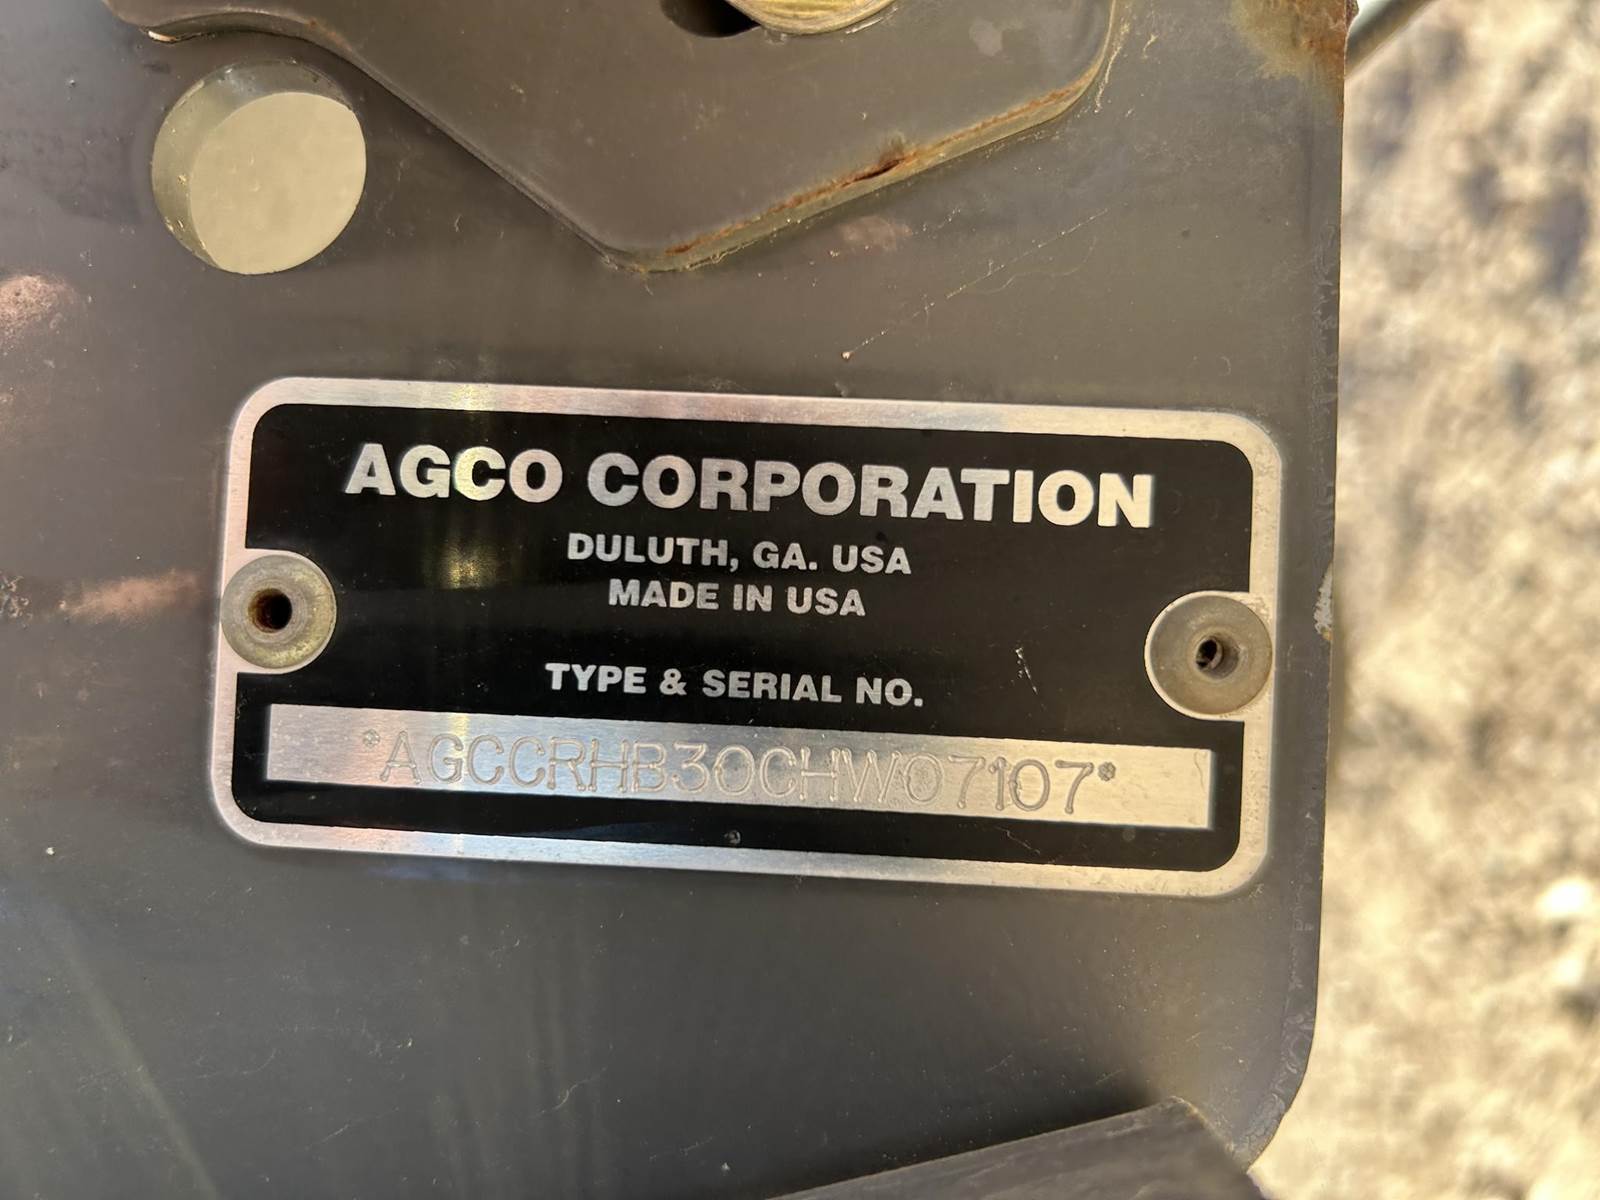 AGCO CORPORATION
DULUTH, GA. USA
MADE IN USA
TYPE & SERIAL NO.
*AGCCRHB30CHW07107*